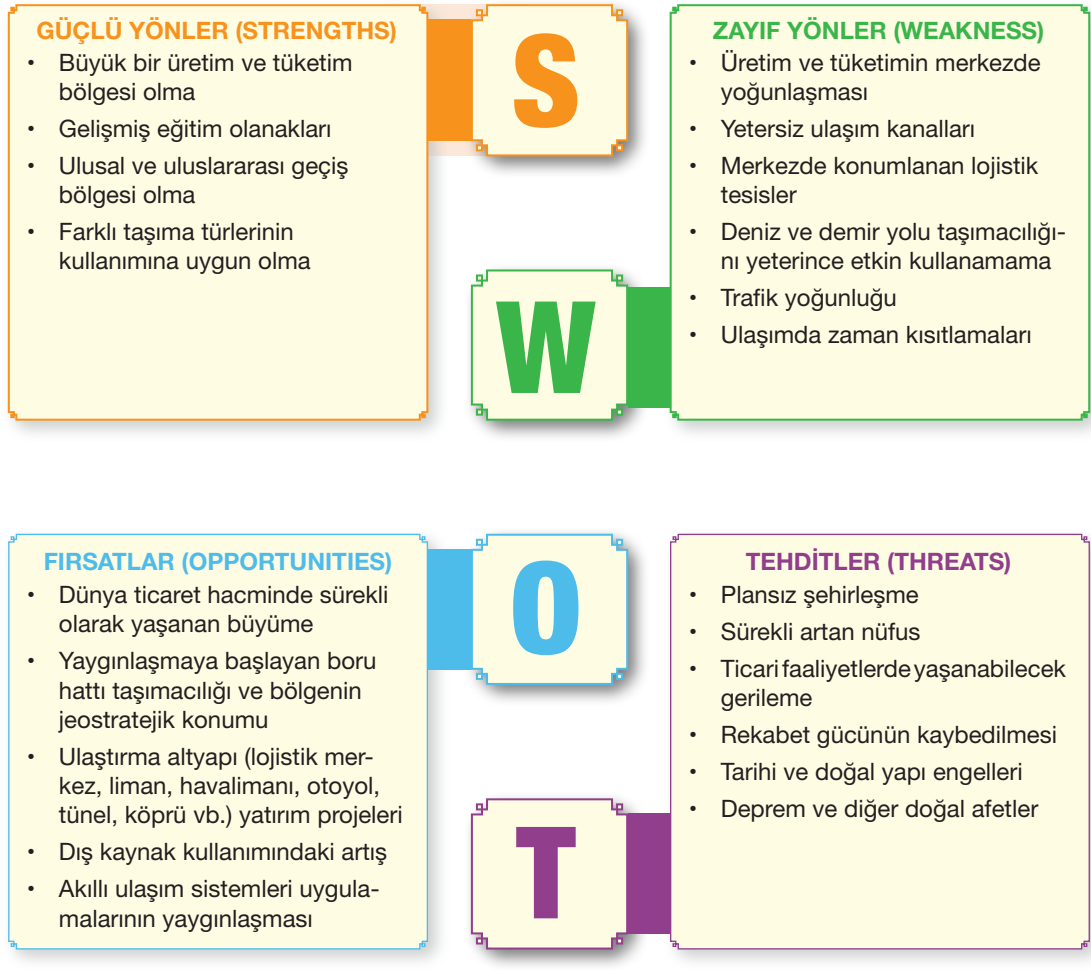 GÜÇLÜ YÖNLER (STRENGTHS)
• Büyük bir üretim ve tüketim
bölgesi olma
• Gelişmiş eğitim olanakları
• Ulusal ve uluslararası geçiş
bölgesi olma
• Farklı taşıma türlerinin
kullanımına uygun olma
S
ZAYIF YÖNLER (WEAKNESS)
• Üretim ve tüketimin merkezde
yoğunlaşması
• Yetersiz ulaşım kanalları
• Merkezde konumlanan lojistik
tesisler
• Deniz ve demir yolu taşımacılığı-
nı yeterince etkin kullanamama
• Trafik yoğunluğu
• Ulaşımda zaman kısıtlamaları
W
FIRSATLAR (OPPORTUNITIES)
• Dünya ticaret hacminde sürekli
olarak yaşanan büyüme
• Yaygınlaşmaya başlayan boru
hattı taşımacılığı ve bölgenin
jeostratejik konumu
• Ulaştırma altyapı (lojistik mer-
kez, liman, havalimanı, otoyol,
tünel, köprü vb.) yatırım projeleri
• Dış kaynak kullanımındaki artış
• Akıllı ulaşım sistemleri uygula-
malarının yaygınlaşması
O
TEHDİTLER (THREATS)
• Plansız şehirleşme
• Sürekli artan nüfus
• Ticari faaliyetlerde yaşanabilecek
gerileme
• Rekabet gücünün kaybedilmesi
• Tarihi ve doğal yapı engelleri
• Deprem ve diğer doğal afetler
T